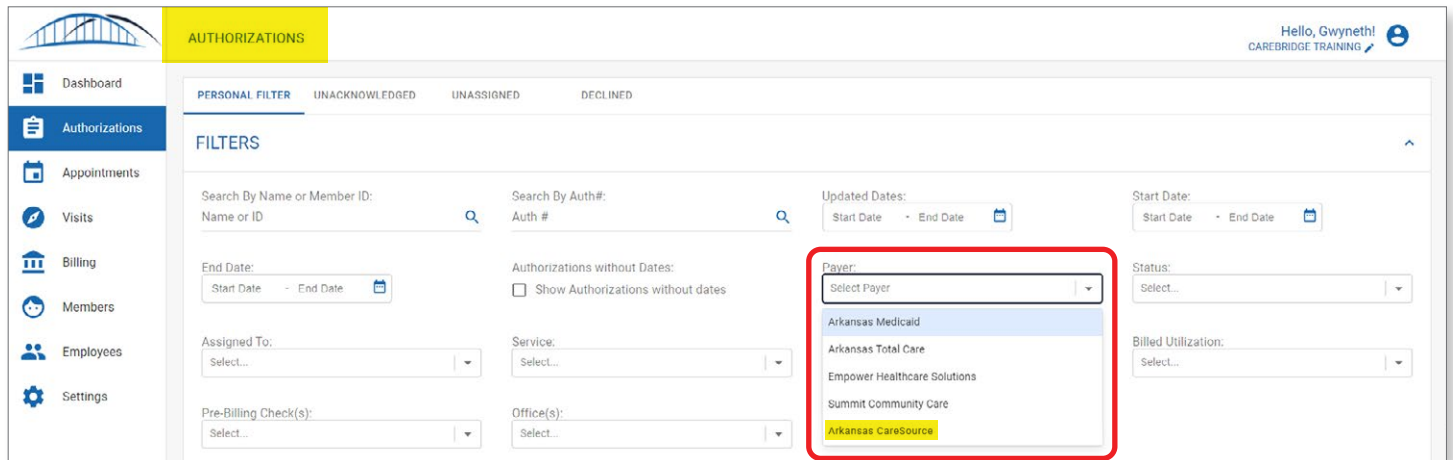 AUTHORIZATIONS
Hello, Gwyneth!
CAREBRIDGE TRAINING
Dashboard
Authorizations
Appointments
Visits
Billing
Members
Employees
Settings
PERSONAL FILTER UNACKNOWLEDGED UNASSIGNED DECLINED
FILTERS
Search By Name or Member ID:
Name or ID
Search By Auth#:
Auth #
Updated Dates:
Start Date - End Date
Start Date:
Start Date - End Date
End Date:
Start Date - End Date
Authorizations without Dates:
Show Authorizations without dates
Payer:
Select Payer
Arkansas Medicaid
Arkansas Total Care
Empower Healthcare Solutions
Summit Community Care
Arkansas CareSource
Status:
Select...
Assigned To:
Select...
Service:
Select...
Billed Utilization:
Select...
Pre-Billing Check(s):
Select...
Office(s):
Select...